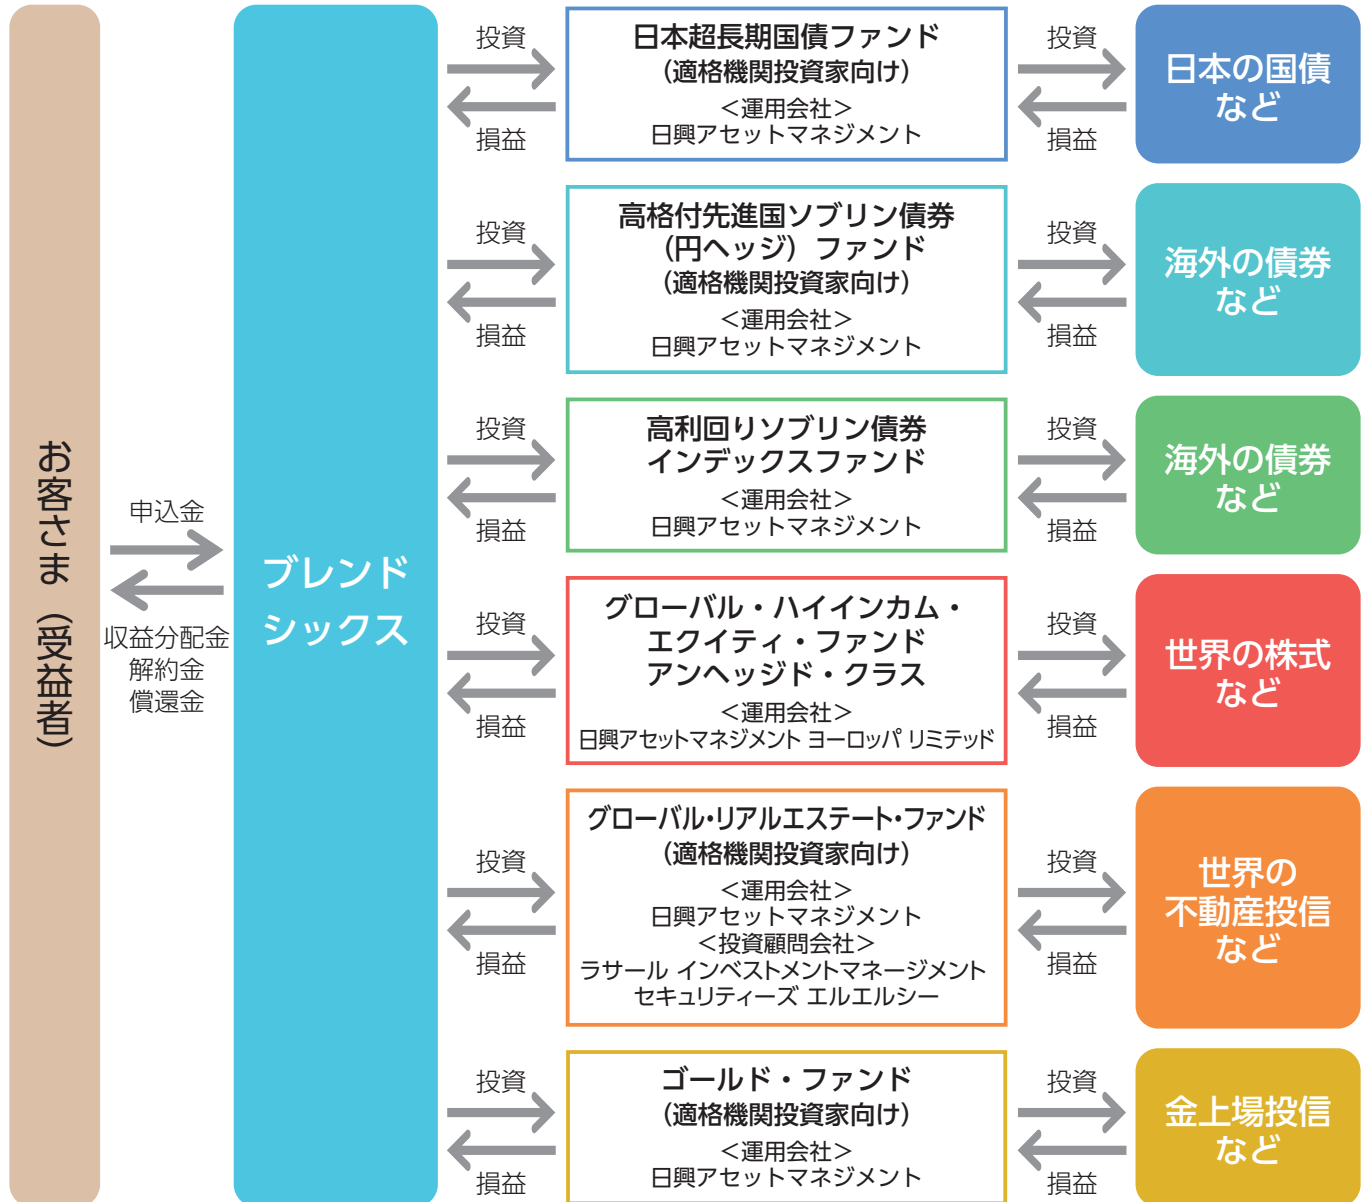 お客さま（受益者）
申込金
収益分配金
解約金
償還金
ブレンド
シックス
投資
損益
日本超長期国債ファンド
（適格機関投資家向け）
＜運用会社＞
日興アセットマネジメント
投資
損益
日本の国債
など
投資
損益
高格付先進国ソブリン債券
（円ヘッジ）ファンド
（適格機関投資家向け）
＜運用会社＞
日興アセットマネジメント
投資
損益
海外の債券
など
投資
損益
高利回りソブリン債券
インデックスファンド
＜運用会社＞
日興アセットマネジメント
投資
損益
海外の債券
など
投資
損益
グローバル・ハイインカム・
エクイティ・ファンド
アンヘッジド・クラス
＜運用会社＞
日興アセットマネジメント ヨーロッパ リミテッド
投資
損益
世界の株式
など
投資
損益
グローバル・リアルエステート・ファンド
（適格機関投資家向け）
＜運用会社＞
日興アセットマネジメント
＜投資顧問会社＞
ラサール インベストメントマネージメント
セキュリティーズ エルエルシー
投資
損益
世界の
不動産投信
など
投資
損益
ゴールド・ファンド
（適格機関投資家向け）
＜運用会社＞
日興アセットマネジメント
投資
損益
金上場投信
など